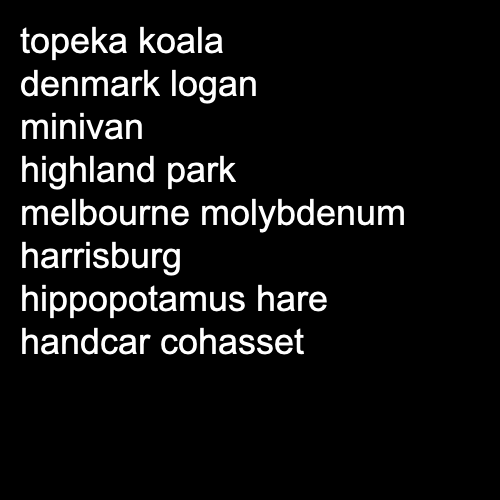 topeka koala
denmark logan
minivan
highland park
melbourne molybdenum
harrisburg
hippopotamus hare
handcar cohasset